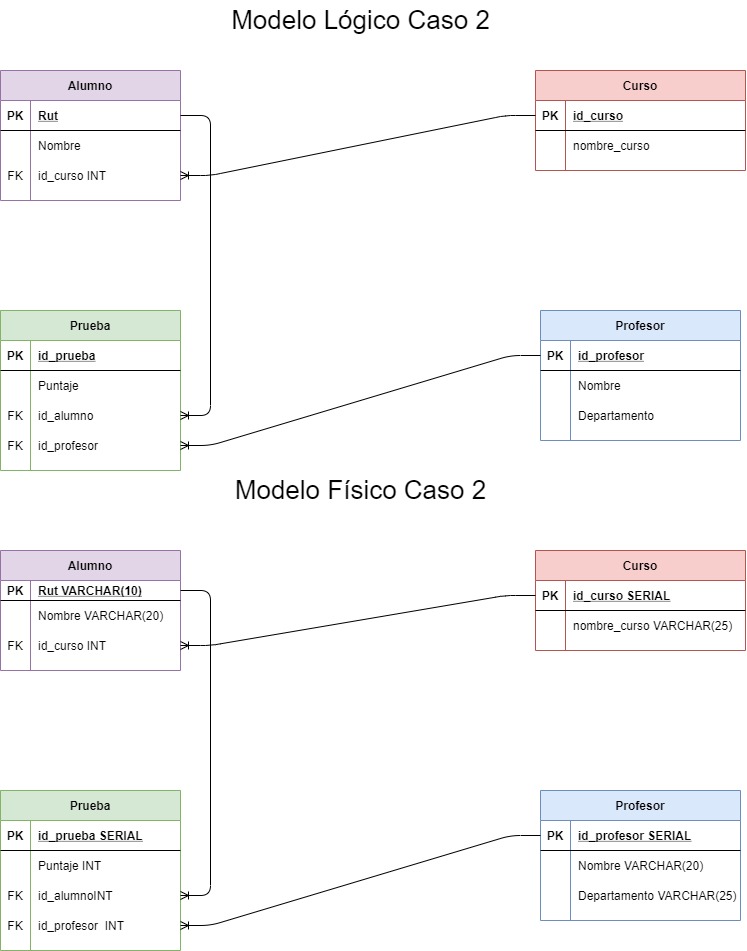 Modelo Lógico Caso 2
Alumno
PK Rut
Nombre
FK id_curso INT
Curso
PK id_curso
nombre_curso
Prueba
PK id_prueba
Puntaje
FK id_alumno
FK id_profesor
Profesor
PK id_profesor
Nombre
Departamento
Modelo Físico Caso 2
Alumno
PK Rut VARCHAR(10)
Nombre VARCHAR(20)
FK id_curso INT
Curso
PK id_curso SERIAL
nombre_curso VARCHAR(25)
Prueba
PK id_prueba SERIAL
Puntaje INT
FK id_alumnoINT
FK id_profesor INT
Profesor
PK id_profesor SERIAL
Nombre VARCHAR(20)
Departamento VARCHAR(25)